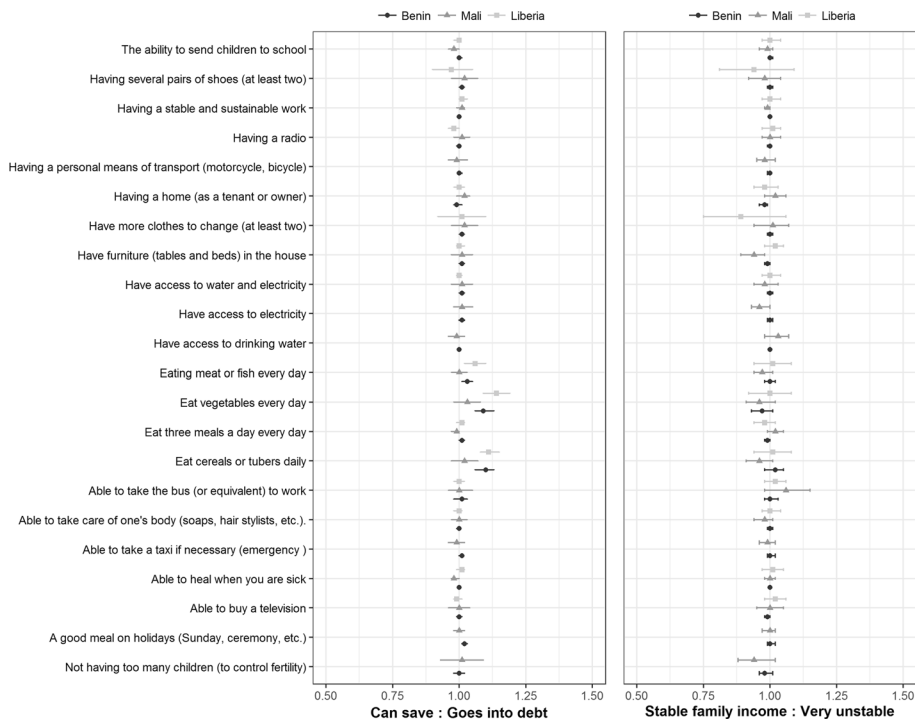 Benin Mali Liberia
Benin Mali Liberia
The ability to send children to school
Having several pairs of shoes (at least two)
Having a stable and sustainable work
Having a radio
Having a personal means of transport (motorcycle, bicycle)
Having a home (as a tenant or owner)
Have more clothes to change (at least two)
Have furniture (tables and beds) in the house
Have access to water and electricity
Have access to electricity
Have access to drinking water
Eating meat or fish every day
Eat vegetables every day
Eat three meals a day every day
Eat cereals or tubers daily
Able to take the bus (or equivalent) to work
Able to take care of one's body (soaps, hair stylists, etc.).
Able to take a taxi if necessary (emergency )
Able to heal when you are sick
Able to buy a television
A good meal on holidays (Sunday, ceremony, etc.)
Not having too many children (to control fertility)
0.50 0.75 1.00 1.25 1.50
Can save : Goes into debt
0.50 0.75 1.00 1.25 1.50
Stable family income : Very unstable